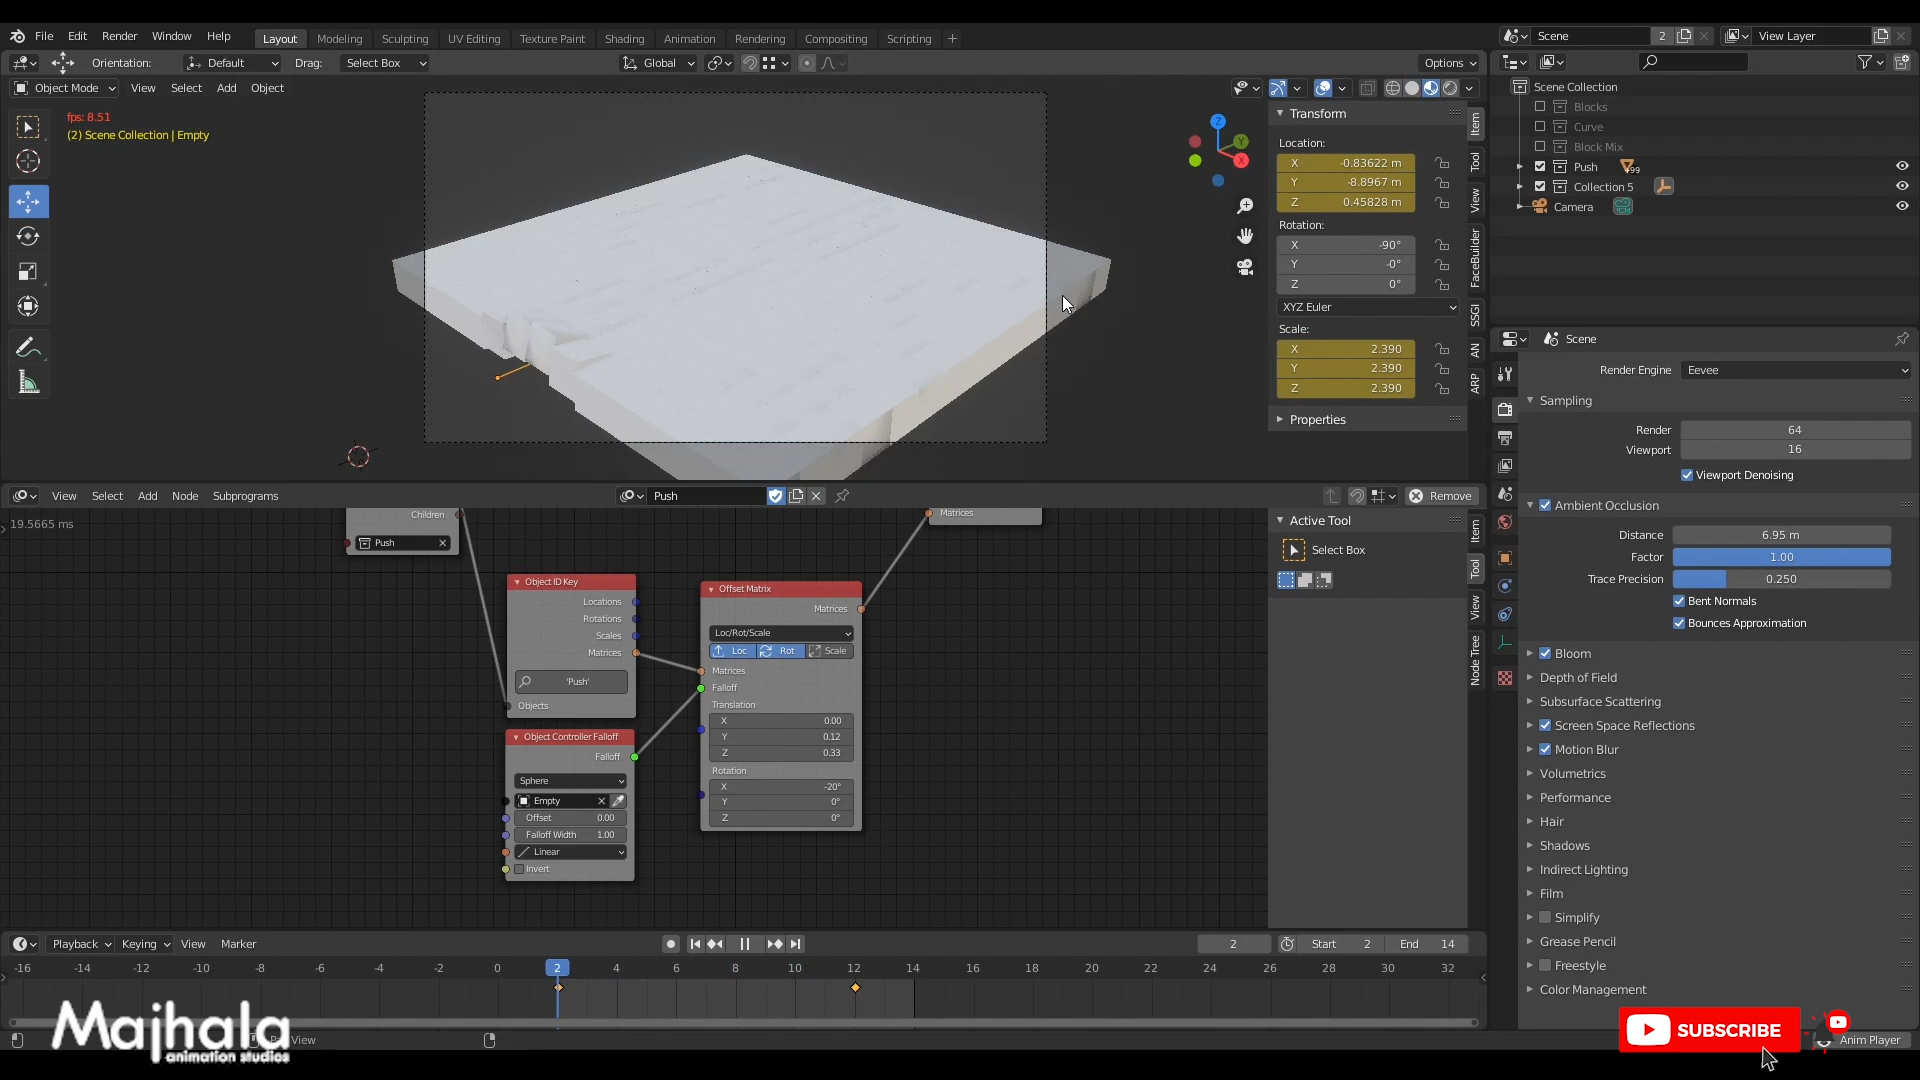 File Edit Render Window Help
Layout Modeling Sculpting UV Editing Texture Paint Shading Animation Rendering Compositing Scripting +
Scene 2 View Layer
Orientation: Default Drag: Select Box Global Options
Object Mode View Select Add Object
fps: 8.51
(2) Scene Collection | Empty
Z Y X
Transform
Location:
X -0.83622 m
Y -8.8967 m
Z 0.45828 m
Rotation:
X -90°
Y -0°
Z 0°
XYZ Euler
Scale:
X 2.390
Y 2.390
Z 2.390
Properties
Item
Tool
View
FaceBuilder
SSGI
AN
ARP
Scene Collection
Blocks
Curve
Block Mix
Push 99
Collection 5
Camera
Scene
Render Engine Eevee
Sampling
Render 64
Viewport 16
Viewport Denoising
Ambient Occlusion
Distance 6.95 m
Factor 1.00
Trace Precision 0.250
Bent Normals
Bounces Approximation
Bloom
Depth of Field
Subsurface Scattering
Screen Space Reflections
Motion Blur
Volumetrics
Performance
Hair
Shadows
Indirect Lighting
Film
Simplify
Grease Pencil
Freestyle
Color Management
View Select Add Node Subprograms Push Remove
19.5665 ms
Children
Push
Object ID Key
Locations
Rotations
Scales
Matrices
'Push'
Objects
Object Controller Falloff
Falloff
Sphere
Empty
Offset 0.00
Falloff Width 1.00
Linear
Invert
Offset Matrix
Matrices
Loc/Rot/Scale
Loc Rot Scale
Matrices
Falloff
Translation
X 0.00
Y 0.12
Z 0.33
Rotation
X -20°
Y 0°
Z 0°
Matrices
Active Tool
Select Box
Item
Tool
View
Node Tree
Playback Keying View Marker 2 Start 2 End 14
-16 -14 -12 -10 -8 -6 -4 -2 0 2 4 6 8 10 12 14 16 18 20 22 24 26 28 30 32
Majhala
animation studios
View
SUBSCRIBE
Anim Player